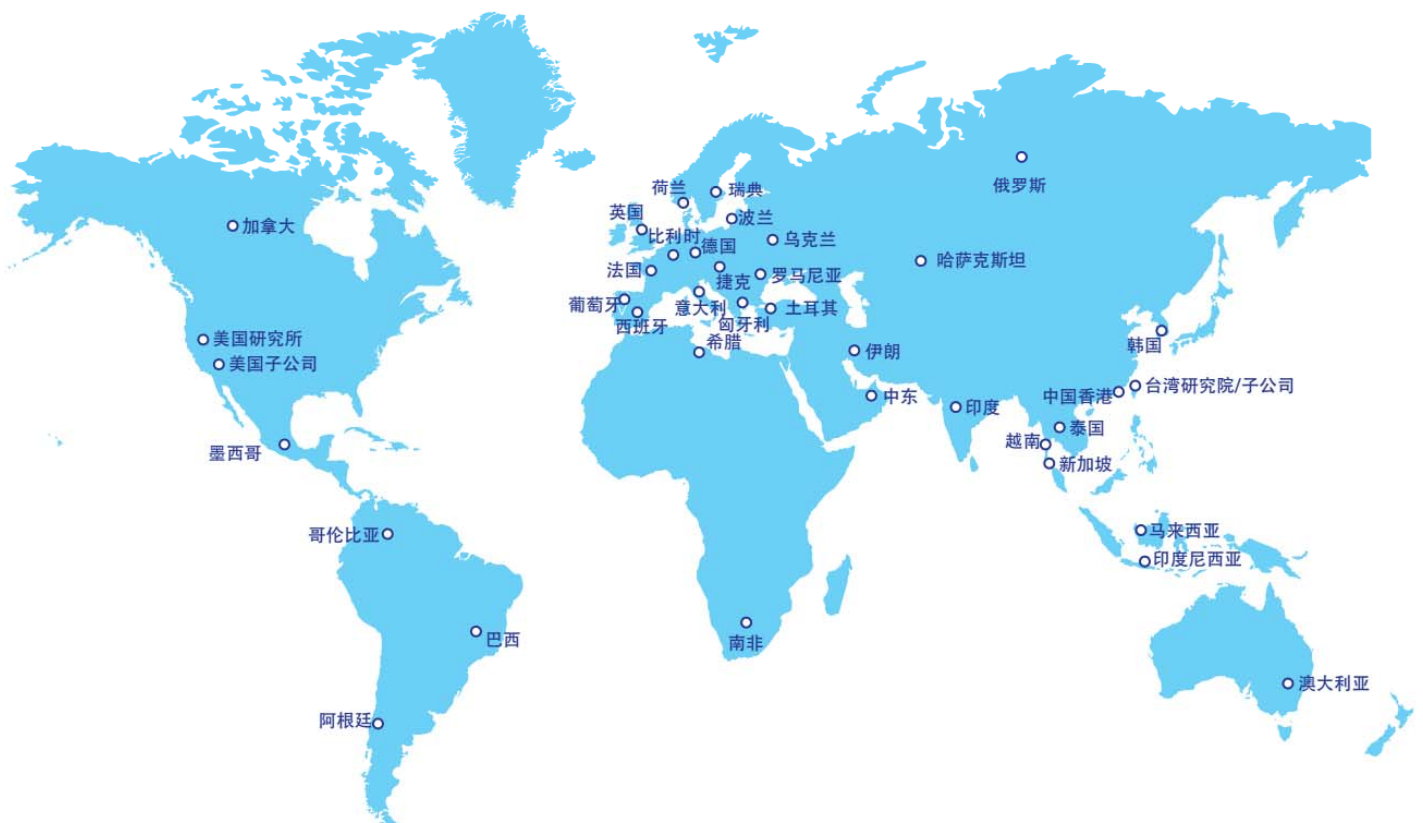 俄罗斯
荷兰
瑞典
英国
波兰
加拿大
比利时
德国
乌克兰
哈萨克斯坦
法国
捷克
罗马尼亚
葡萄牙
意大利
土耳其
西班牙
匈牙利
美国研究所
希腊
韩国
伊朗
美国子公司
台湾研究院/子公司
中东
中国香港
印度
泰国
越南
墨西哥
新加坡
哥伦比亚
马来西亚
印度尼西亚
巴西
南非
澳大利亚
阿根廷